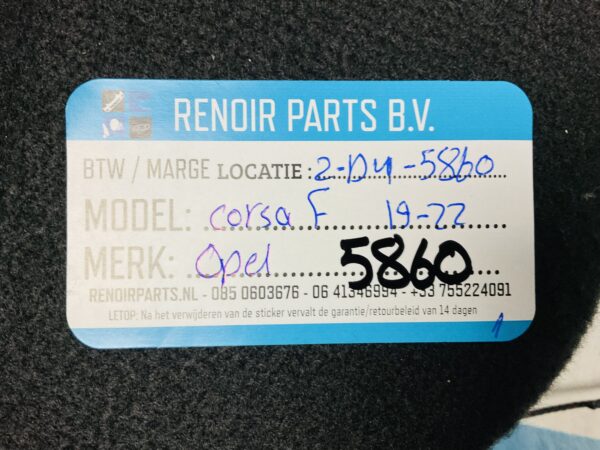 RENOIR PARTS B.V.
BTW / MARGE LOCATIE: 2-D4-5860
MODEL: corsa F 19-22
MERK: Opel 5860
RENOIRPARTS.NL - 085 0603676 - 06 41346994 - +33 755224091
LETOP: Na het verwijderen van de sticker vervalt de garantie/retourbeleid van 14 dagen
1